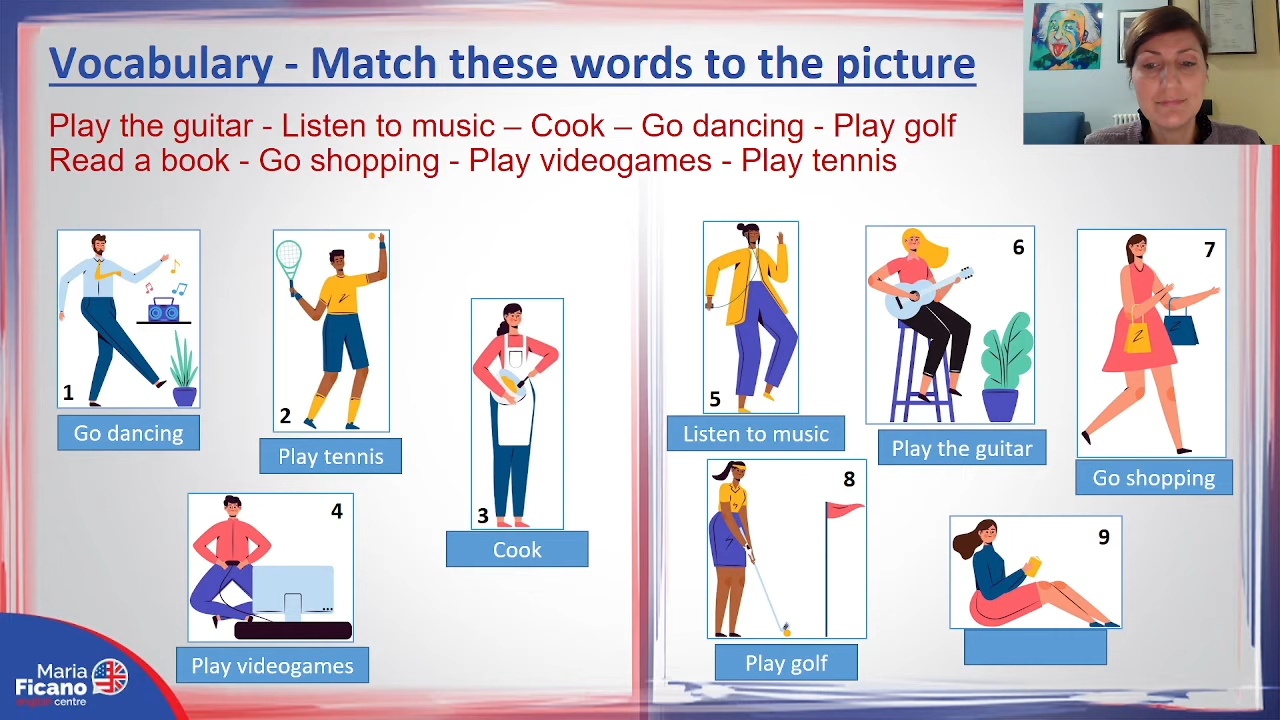 Vocabulary - Match these words to the picture
Play the guitar - Listen to music – Cook – Go dancing - Play golf
Read a book - Go shopping - Play videogames - Play tennis
1
Go dancing
2
Play tennis
3
Cook
4
Play videogames
5
Listen to music
6
Play the guitar
7
Go shopping
8
Play golf
9
Maria
Ficano
english centre